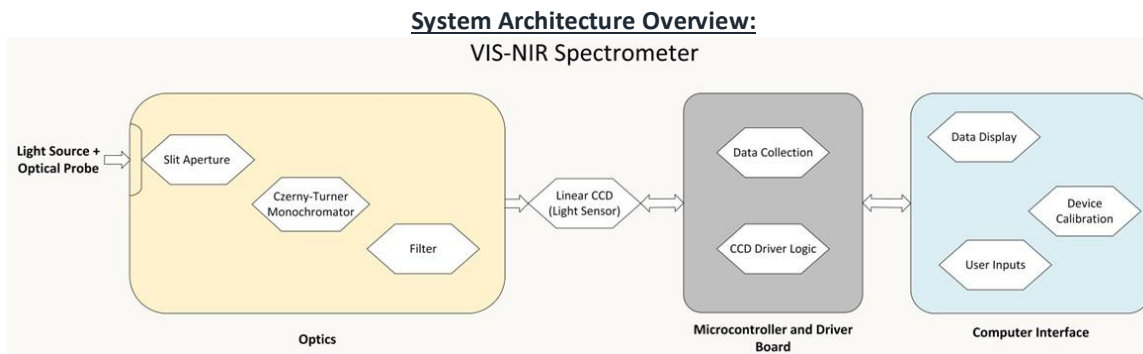 System Architecture Overview:
VIS-NIR Spectrometer
Light Source +
Optical Probe
Slit Aperture
Czerny-Turner
Monochromator
Filter
Optics
Linear CCD
(Light Sensor)
Data Collection
CCD Driver Logic
Microcontroller and Driver
Board
Data Display
Device
Calibration
User Inputs
Computer Interface